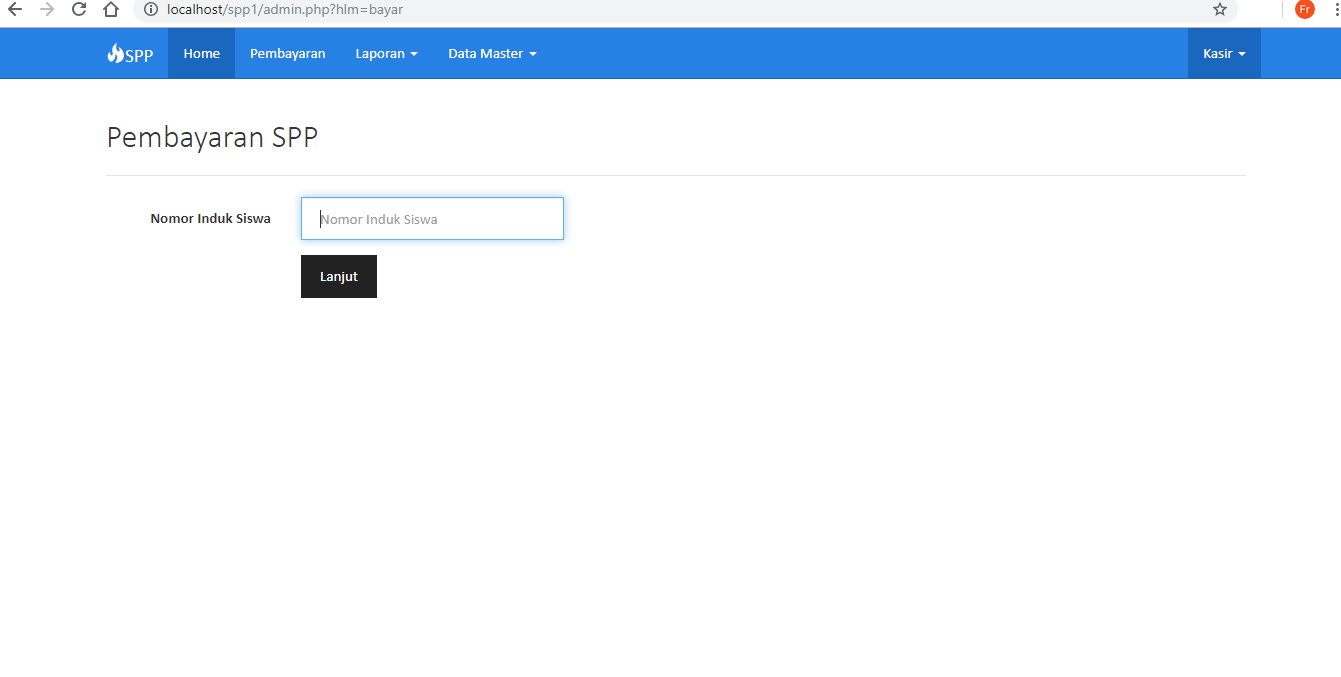 localhost/spp1/admin.php?hlm=bayar
Fr
SPP Home Pembayaran Laporan Data Master Kasir
Pembayaran SPP
Nomor Induk Siswa Nomor Induk Siswa
Lanjut